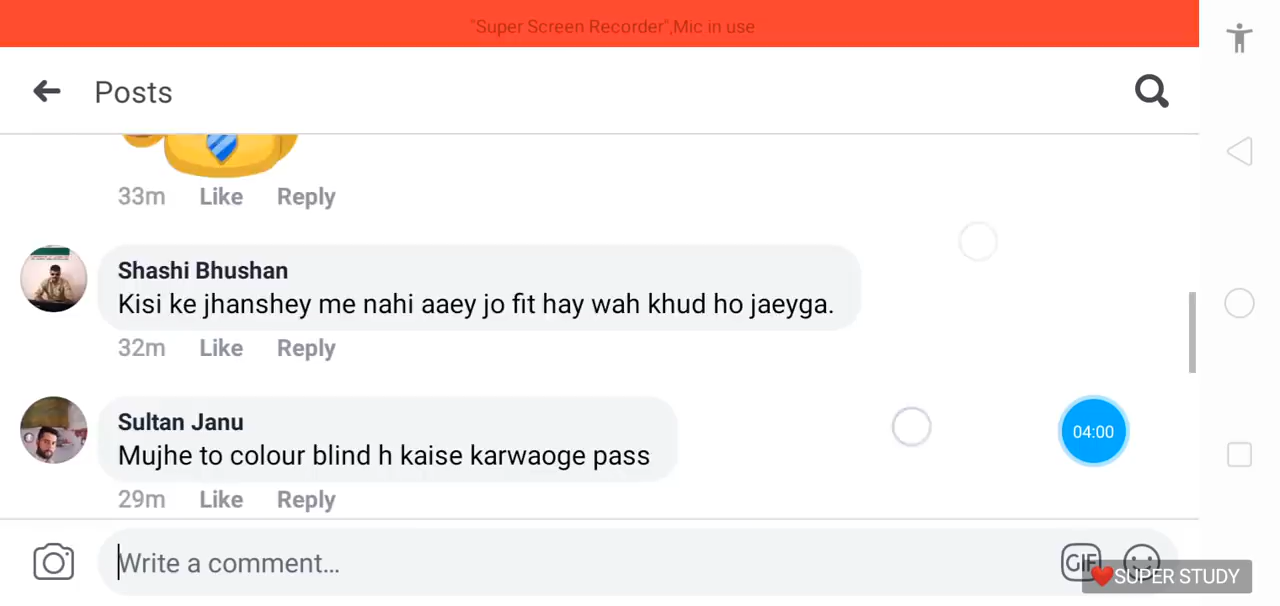 "Super Screen Recorder",Mic in use
Posts
33m Like Reply
Shashi Bhushan
Kisi ke jhanshey me nahi aaey jo fit hay wah khud ho jaeyga.
32m Like Reply
Sultan Janu
Mujhe to colour blind h kaise karwaoge pass
04:00
29m Like Reply
Write a comment...
GIF
❤️SUPER STUDY